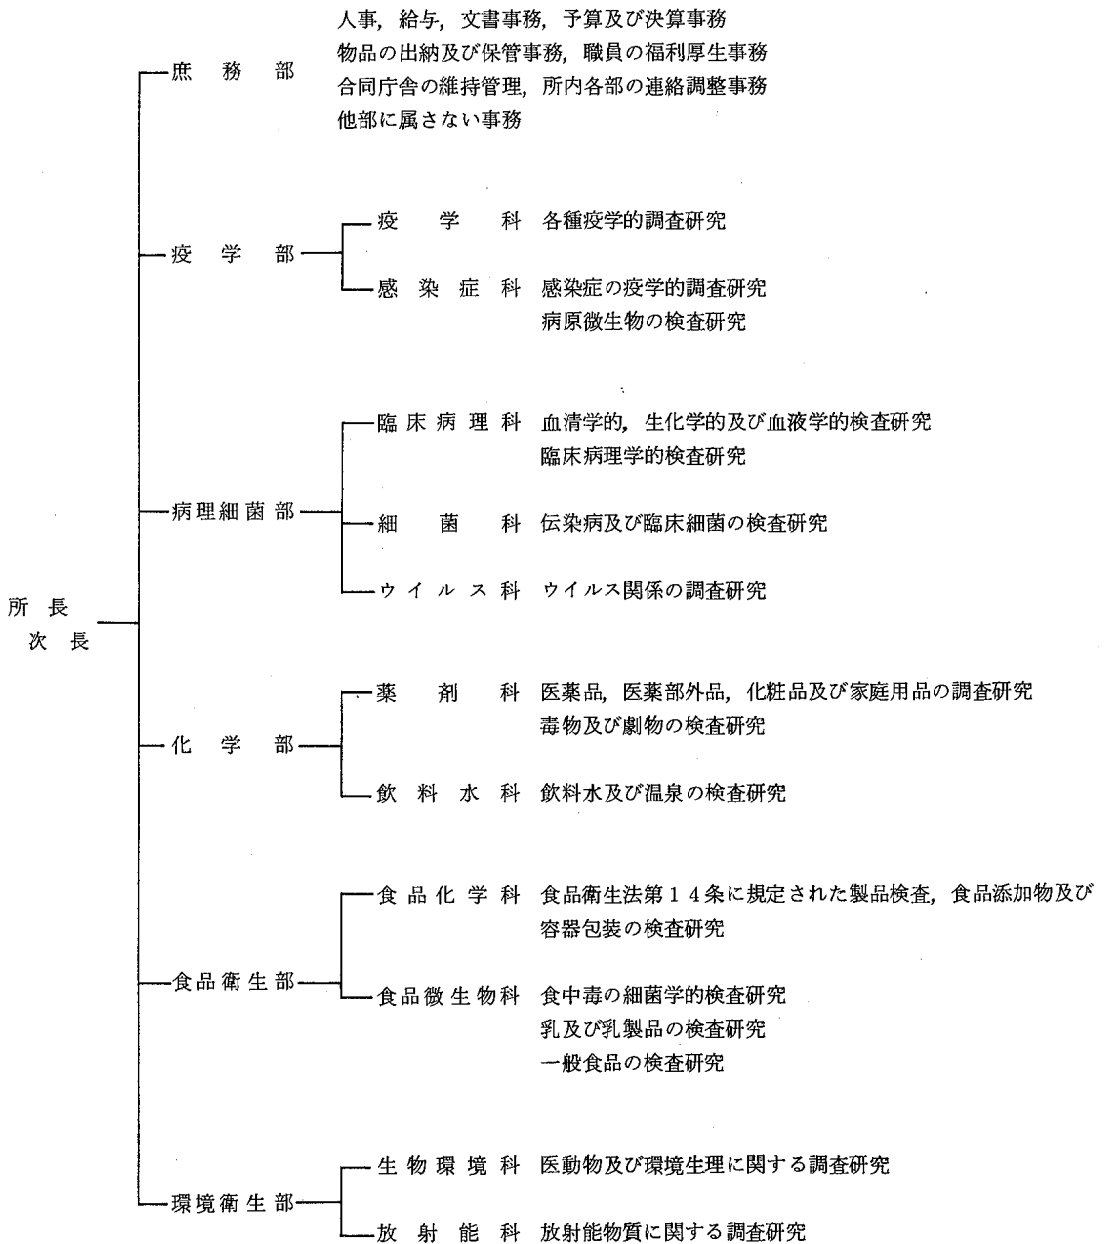 人事，給与，文書事務，予算及び決算事務
物品の出納及び保管事務，職員の福利厚生事務
庶務部
合同庁舎の維持管理，所内各部の連絡調整事務
他部に属さない事務
疫学科 各種疫学的調査研究
疫学部
感染症科 感染症の疫学的調査研究
病原微生物の検査研究
臨床病理科 血清学的，生化学的及び血液学的検査研究
臨床病理学的検査研究
病理細菌部
細菌科 伝染病及び臨床細菌の検査研究
ウイルス科 ウイルス関係の調査研究
所長
次長
薬剤科 医薬品，医薬部外品，化粧品及び家庭用品の調査研究
毒物及び劇物の検査研究
化学部
飲料水科 飲料水及び温泉の検査研究
食品化学科 食品衛生法第14条に規定された製品検査，食品添加物及び
容器包装の検査研究
食品衛生部
食品微生物科 食中毒の細菌学的検査研究
乳及び乳製品の検査研究
一般食品の検査研究
生物環境科 医動物及び環境生理に関する調査研究
環境衛生部
放射能科 放射能物質に関する調査研究